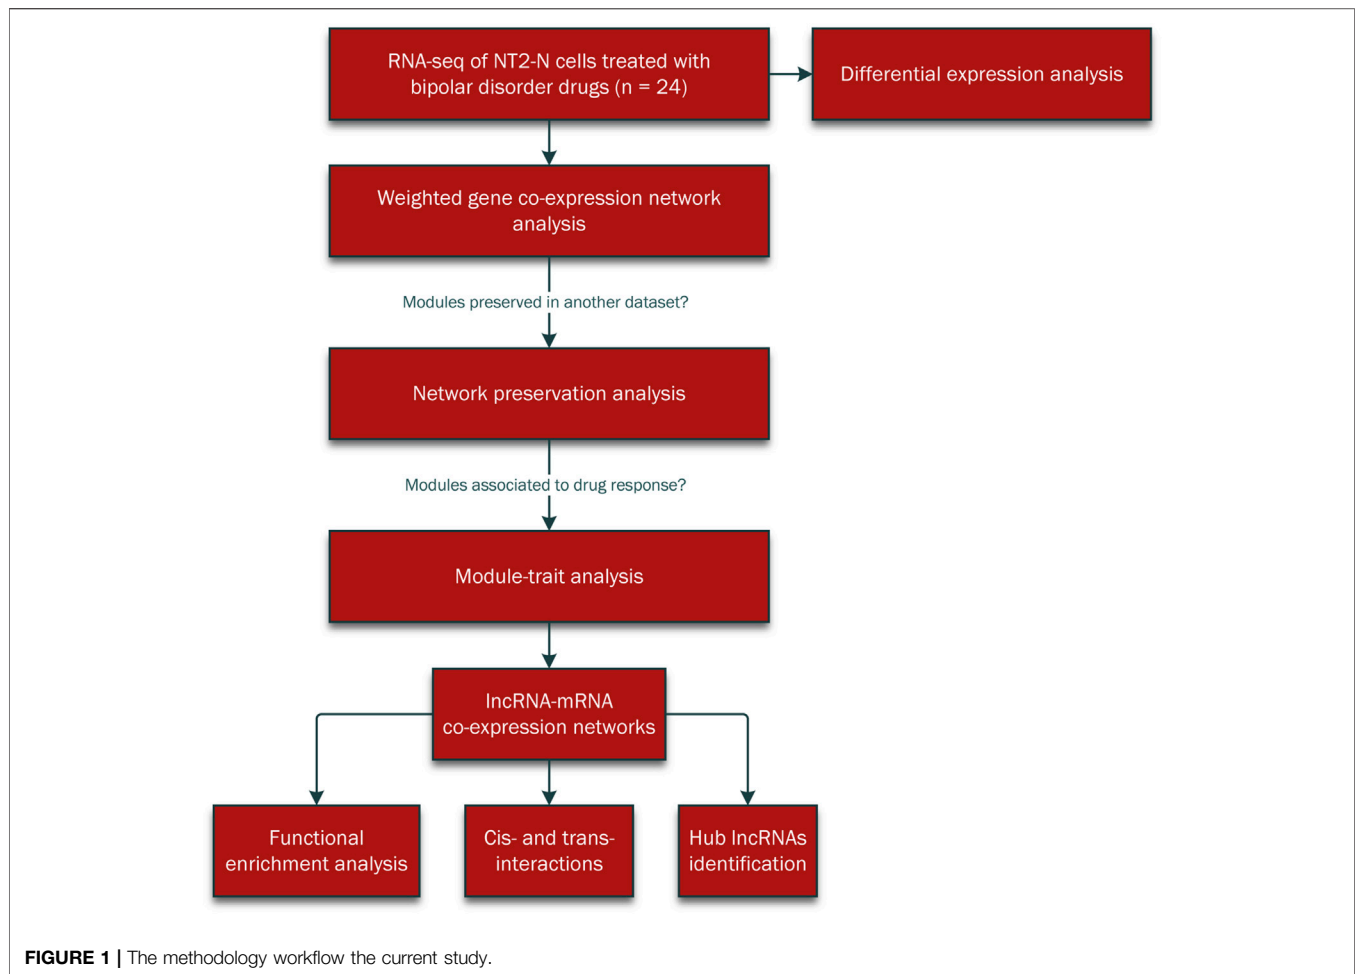 RNA-seq of NT2-N cells treated with
bipolar disorder drugs (n = 24)
Differential expression analysis
Weighted gene co-expression network
analysis
Modules preserved in another dataset?
Network preservation analysis
Modules associated to drug response?
Module-trait analysis
lncRNA-mRNA
co-expression networks
Functional
enrichment analysis
Cis- and trans-
interactions
Hub lncRNAs
identification
FIGURE 1 | The methodology workflow the current study.